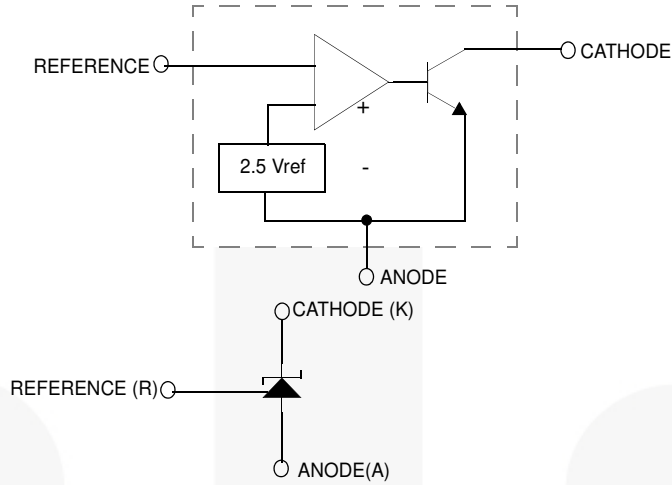 REFERENCE
CATHODE
+
2.5 Vref
-
ANODE
CATHODE (K)
REFERENCE (R)
ANODE(A)